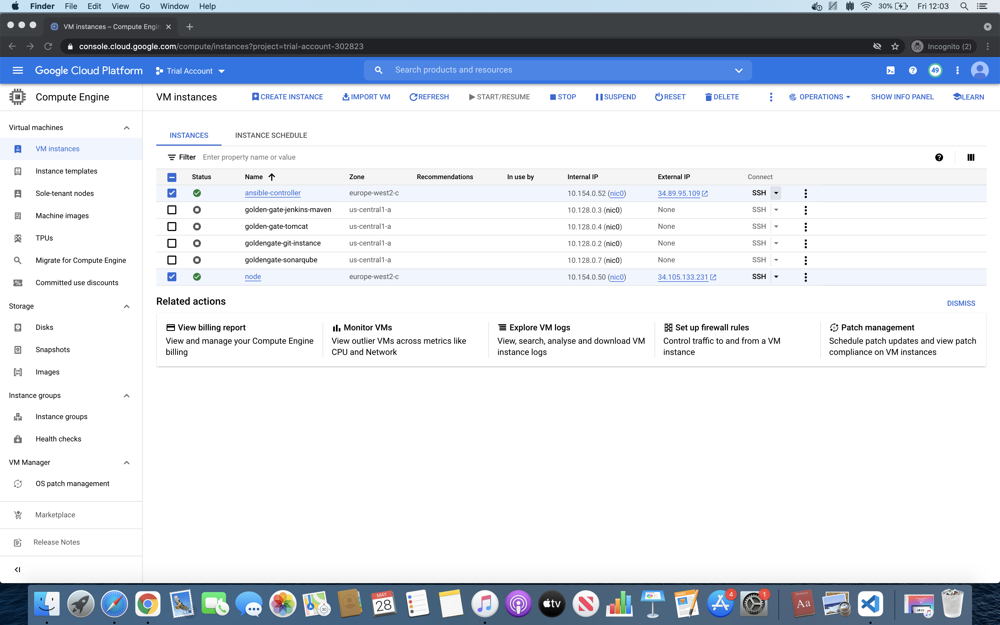 Finder File Edit View Go Window Help 30% Fri 12:03
VM instances – Compute Engin
console.cloud.google.com/compute/instances?project=trial-account-302823 Incognito (2)
Google Cloud Platform Trial Account Search products and resources 49
Compute Engine VM instances CREATE INSTANCE IMPORT VM REFRESH START/RESUME STOP SUSPEND RESET DELETE OPERATIONS SHOW INFO PANEL LEARN
Virtual machines
VM instances
Instance templates
Sole-tenant nodes
Machine images
TPUs
Migrate for Compute Engine
Committed use discounts
Storage
Disks
Snapshots
Images
Instance groups
Instance groups
Health checks
VM Manager
OS patch management
Marketplace
Release Notes
INSTANCES INSTANCE SCHEDULE
Filter Enter property name or value
Status Name Zone Recommendations In use by Internal IP External IP Connect
ansible-controller europe-west2-c 10.154.0.52 (nic0) 34.89.95.109 SSH
golden-gate-jenkins-maven us-central1-a 10.128.0.3 (nic0) None SSH
golden-gate-tomcat us-central1-a 10.128.0.4 (nic0) None SSH
goldengate-git-instance us-central1-a 10.128.0.2 (nic0) None SSH
goldengate-sonarqube us-central1-a 10.128.0.7 (nic0) None SSH
node europe-west2-c 10.154.0.50 (nic0) 34.105.133.231 SSH
Related actions DISMISS
View billing report
View and manage your Compute Engine
billing
Monitor VMs
View outlier VMs across metrics like
CPU and Network
Explore VM logs
View, search, analyse and download VM
instance logs
Set up firewall rules
Control traffic to and from a VM
instance
Patch management
Schedule patch updates and view patch
compliance on VM instances
3D
MAY
28
tv
PAGES
4
1
Dictionary
Aa